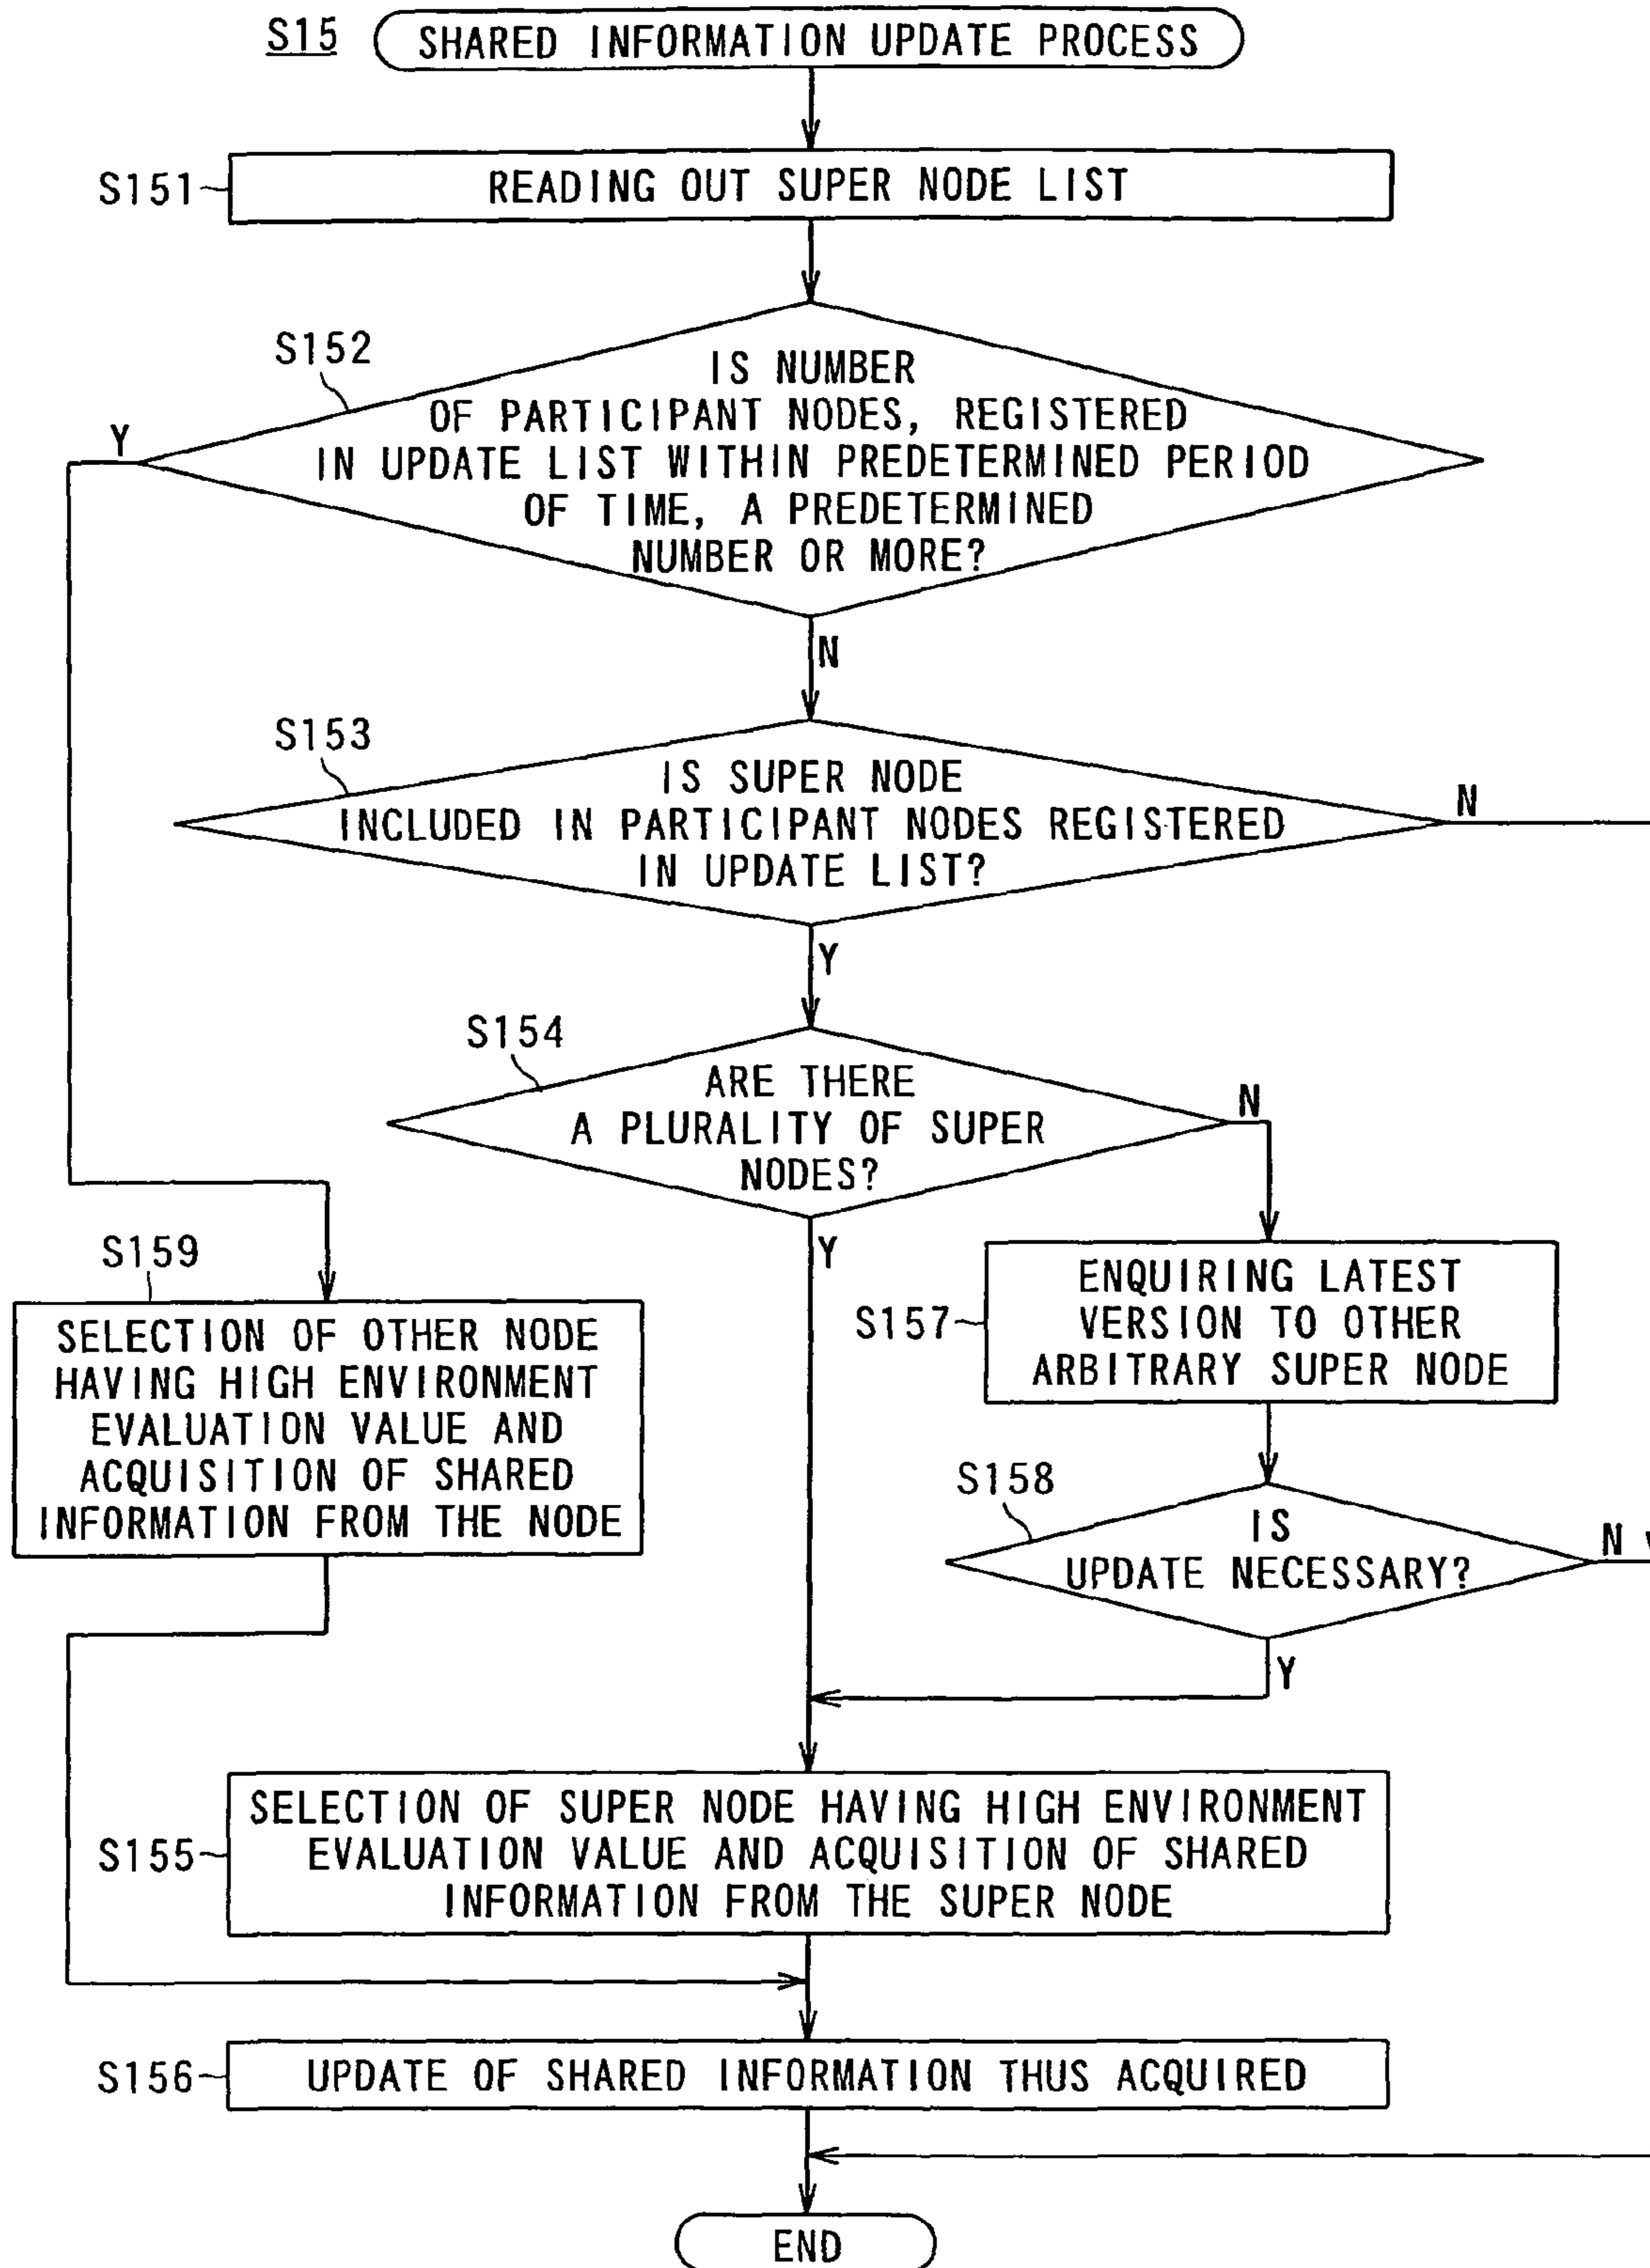 S15
SHARED INFORMATION UPDATE PROCESS
S151
READING OUT SUPER NODE LIST
S152
IS NUMBER
OF PARTICIPANT NODES, REGISTERED
IN UPDATE LIST WITHIN PREDETERMINED PERIOD
OF TIME, A PREDETERMINED
NUMBER OR MORE?
Y
N
S153
IS SUPER NODE
INCLUDED IN PARTICIPANT NODES REGISTERED
IN UPDATE LIST?
N
Y
S154
ARE THERE
A PLURALITY OF SUPER
NODES?
N
Y
S159
SELECTION OF OTHER NODE
HAVING HIGH ENVIRONMENT
EVALUATION VALUE AND
ACQUISITION OF SHARED
INFORMATION FROM THE NODE
S157
ENQUIRING LATEST
VERSION TO OTHER
ARBITRARY SUPER NODE
S158
IS
UPDATE NECESSARY?
N
Y
S155
SELECTION OF SUPER NODE HAVING HIGH ENVIRONMENT
EVALUATION VALUE AND ACQUISITION OF SHARED
INFORMATION FROM THE SUPER NODE
S156
UPDATE OF SHARED INFORMATION THUS ACQUIRED
END